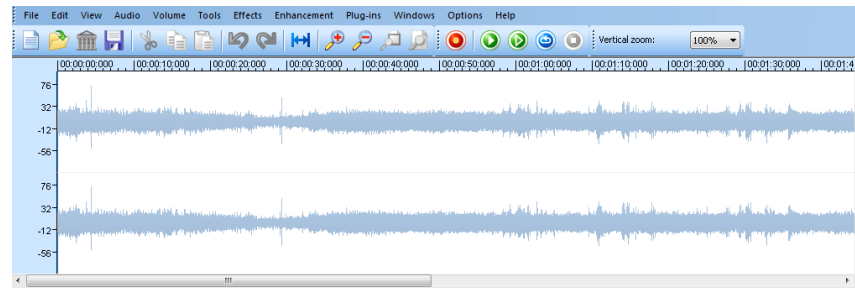 File Edit View Audio Volume Tools Effects Enhancement Plug-ins Windows Options Help
Vertical zoom: 100%
00:00:00:000 00:00:10:000 00:00:20:000 00:00:30:000 00:00:40:000 00:00:50:000 00:01:00:000 00:01:10:000 00:01:20:000 00:01:30:000 00:01:4
76
32
-12
-56
76
32
-12
-56